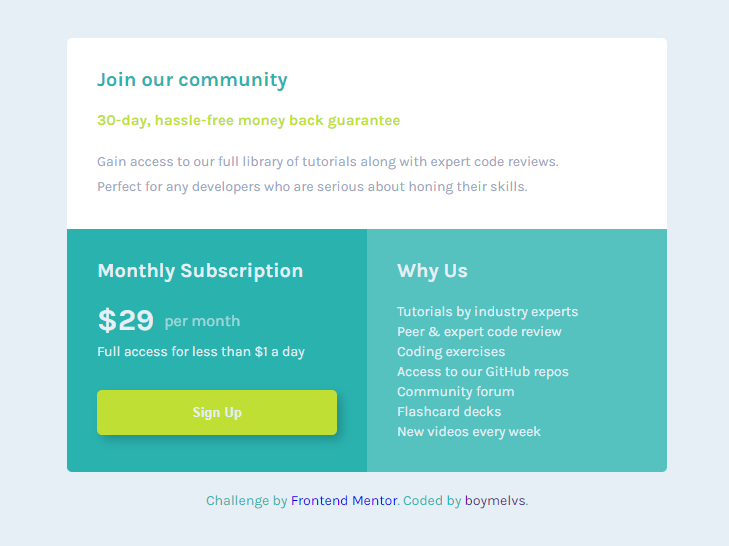 Join our community
30-day, hassle-free money back guarantee
Gain access to our full library of tutorials along with expert code reviews.
Perfect for any developers who are serious about honing their skills.
Monthly Subscription
$29 per month
Full access for less than $1 a day
Sign Up
Why Us
Tutorials by industry experts
Peer & expert code review
Coding exercises
Access to our GitHub repos
Community forum
Flashcard decks
New videos every week
Challenge by Frontend Mentor. Coded by boymelvs.